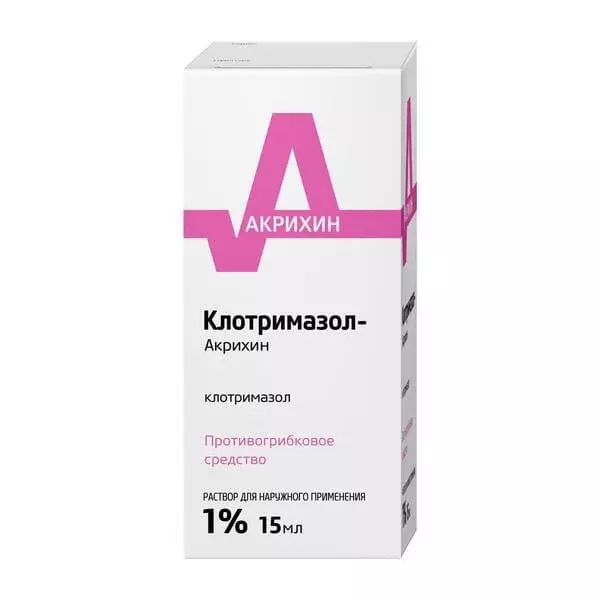 АКРИХИН
Клотримазол-
Акрихин
клотримазол
Противогрибковое
средство
РАСТВОР ДЛЯ НАРУЖНОГО ПРИМЕНЕНИЯ
1% 15мл